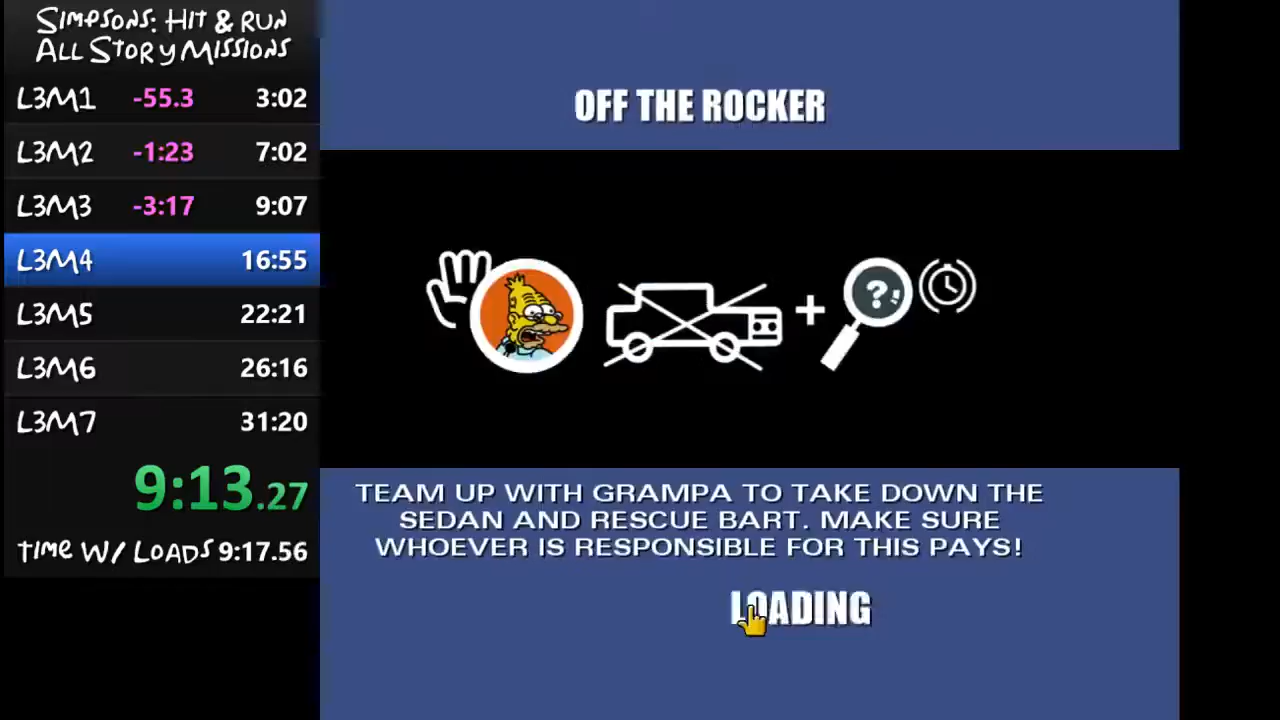 SIMPSONS: HIT & RUN
ALL STORY MISSIONS
L3M1 -55.3 3:02
L3M2 -1:23 7:02
L3M3 -3:17 9:07
L3M4 16:55
L3M5 22:21
L3M6 26:16
L3M7 31:20
9:13.27
TIME W/ LOADS 9:17.56
OFF THE ROCKER
+ ?!
TEAM UP WITH GRAMPA TO TAKE DOWN THE
SEDAN AND RESCUE BART. MAKE SURE
WHOEVER IS RESPONSIBLE FOR THIS PAYS!
LOADING